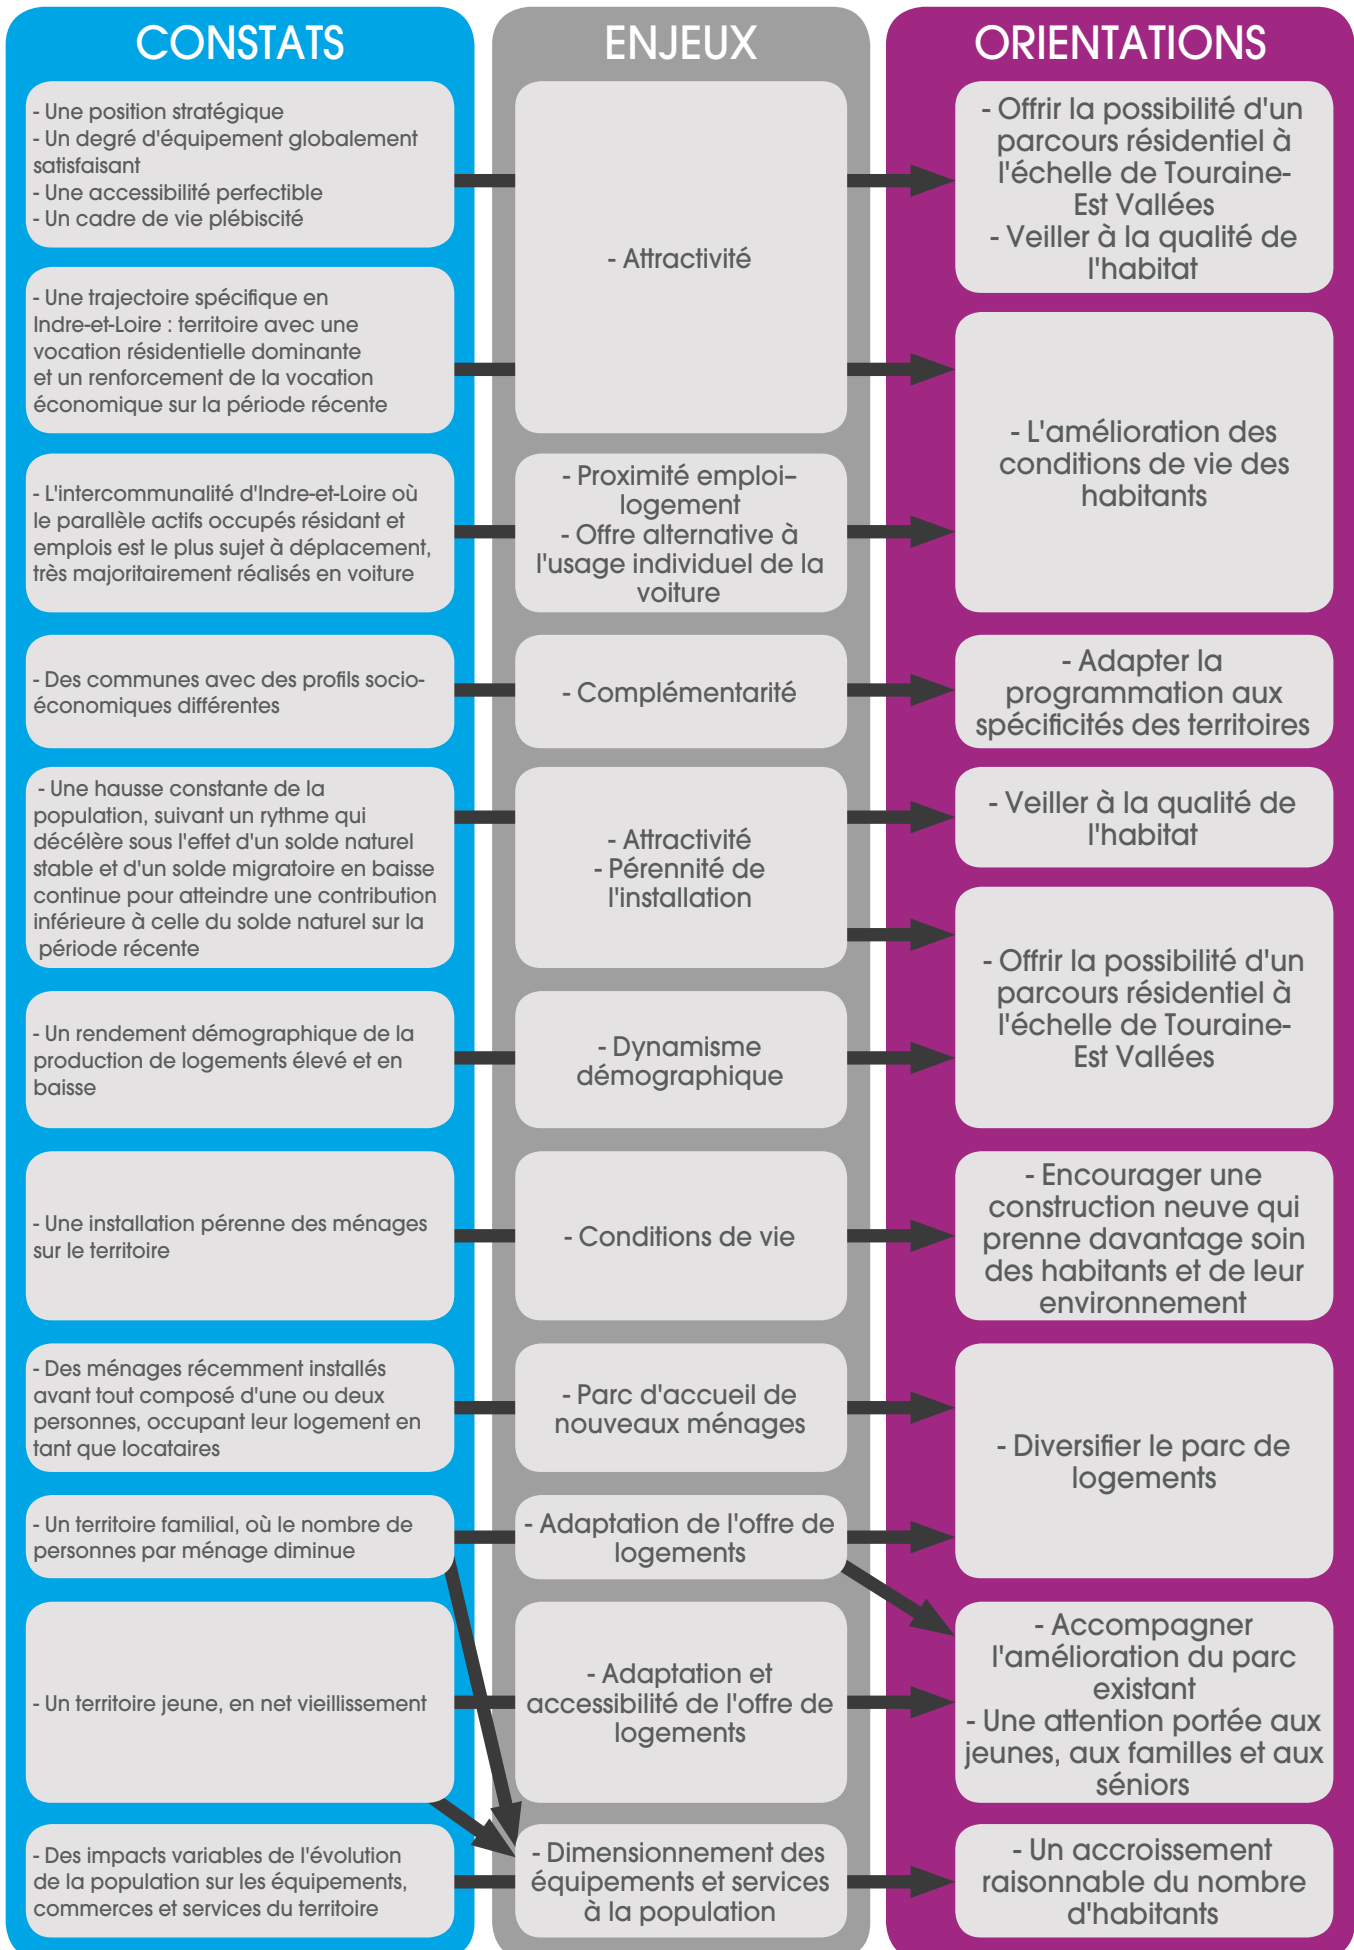 CONSTATS
- Une position stratégique
- Un degré d'équipement globalement
satisfaisant
- Une accessibilité perfectible
- Un cadre de vie plébiscité
- Une trajectoire spécifique en
Indre-et-Loire : territoire avec une
vocation résidentielle dominante
et un renforcement de la vocation
économique sur la période récente
- L'intercommunalité d'Indre-et-Loire où
le parallèle actifs occupés résidant et
emplois est le plus sujet à déplacement,
très majoritairement réalisés en voiture
- Des communes avec des profils socio-
économiques différentes
- Une hausse constante de la
population, suivant un rythme qui
décélère sous l'effet d'un solde naturel
stable et d'un solde migratoire en baisse
continue pour atteindre une contribution
inférieure à celle du solde naturel sur la
période récente
- Un rendement démographique de la
production de logements élevé et en
baisse
- Une installation pérenne des ménages
sur le territoire
- Des ménages récemment installés
avant tout composé d'une ou deux
personnes, occupant leur logement en
tant que locataires
- Un territoire familial, où le nombre de
personnes par ménage diminue
- Un territoire jeune, en net vieillissement
- Des impacts variables de l'évolution
de la population sur les équipements,
commerces et services du territoire
ENJEUX
- Attractivité
- Proximité emploi–
logement
- Offre alternative à
l'usage individuel de la
voiture
- Complémentarité
- Attractivité
- Pérennité de
l'installation
- Dynamisme
démographique
- Conditions de vie
- Parc d'accueil de
nouveaux ménages
- Adaptation de l'offre de
logements
- Adaptation et
accessibilité de l'offre de
logements
- Dimensionnement des
équipements et services
à la population
ORIENTATIONS
- Offrir la possibilité d'un
parcours résidentiel à
l'échelle de Touraine-
Est Vallées
- Veiller à la qualité de
l'habitat
- L'amélioration des
conditions de vie des
habitants
- Adapter la
programmation aux
spécificités des territoires
- Veiller à la qualité de
l'habitat
- Offrir la possibilité d'un
parcours résidentiel à
l'échelle de Touraine-
Est Vallées
- Encourager une
construction neuve qui
prenne davantage soin
des habitants et de leur
environnement
- Diversifier le parc de
logements
- Accompagner
l'amélioration du parc
existant
- Une attention portée aux
jeunes, aux familles et aux
séniors
- Un accroissement
raisonnable du nombre
d'habitants